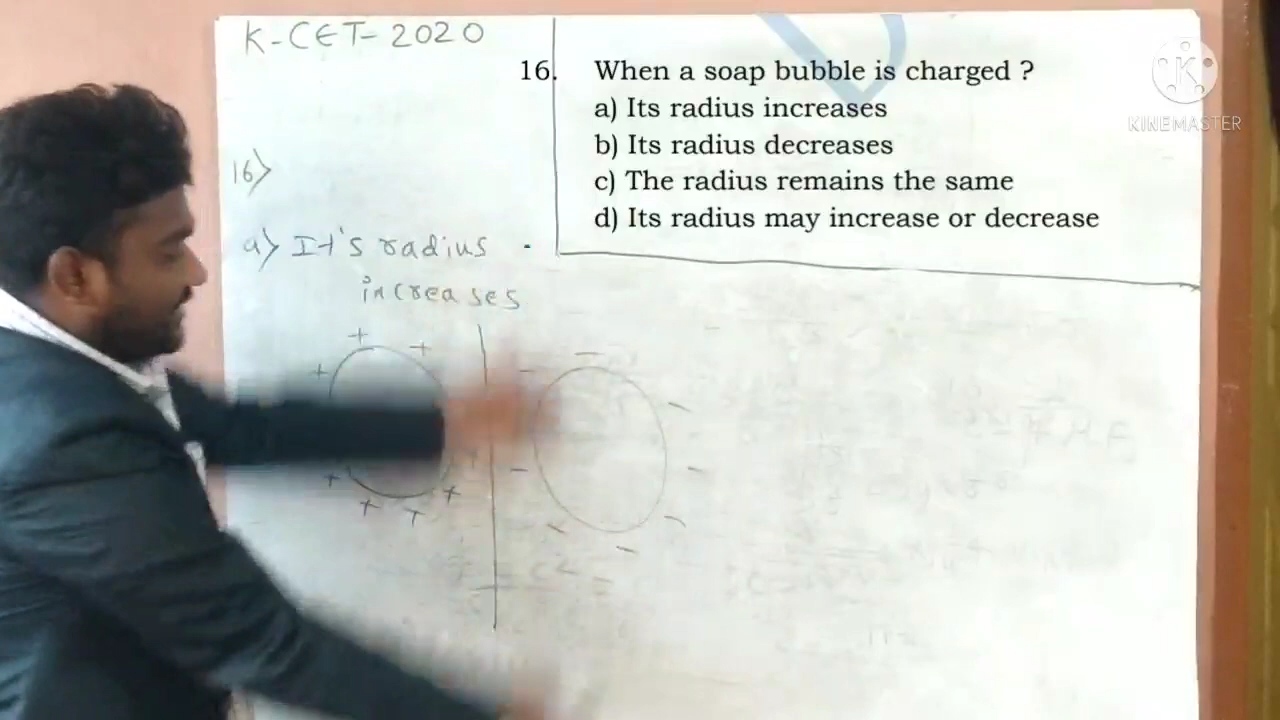 K-CET-2020
16. When a soap bubble is charged ?
a) Its radius increases
b) Its radius decreases
c) The radius remains the same
d) Its radius may increase or decrease
KINEMASTER
16)
a) It's radius
increases
+ +
+
+ + + +
- - - - - - - -